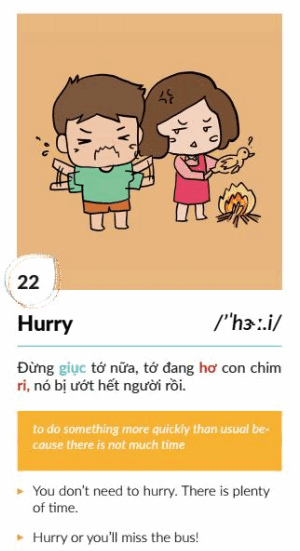 22
Hurry /ˈhɝː.i/
Đừng giục tớ nữa, tớ đang hơ con chim
ri, nó bị ướt hết người rồi.
to do something more quickly than usual be-
cause there is not much time
▸ You don't need to hurry. There is plenty
of time.
▸ Hurry or you'll miss the bus!